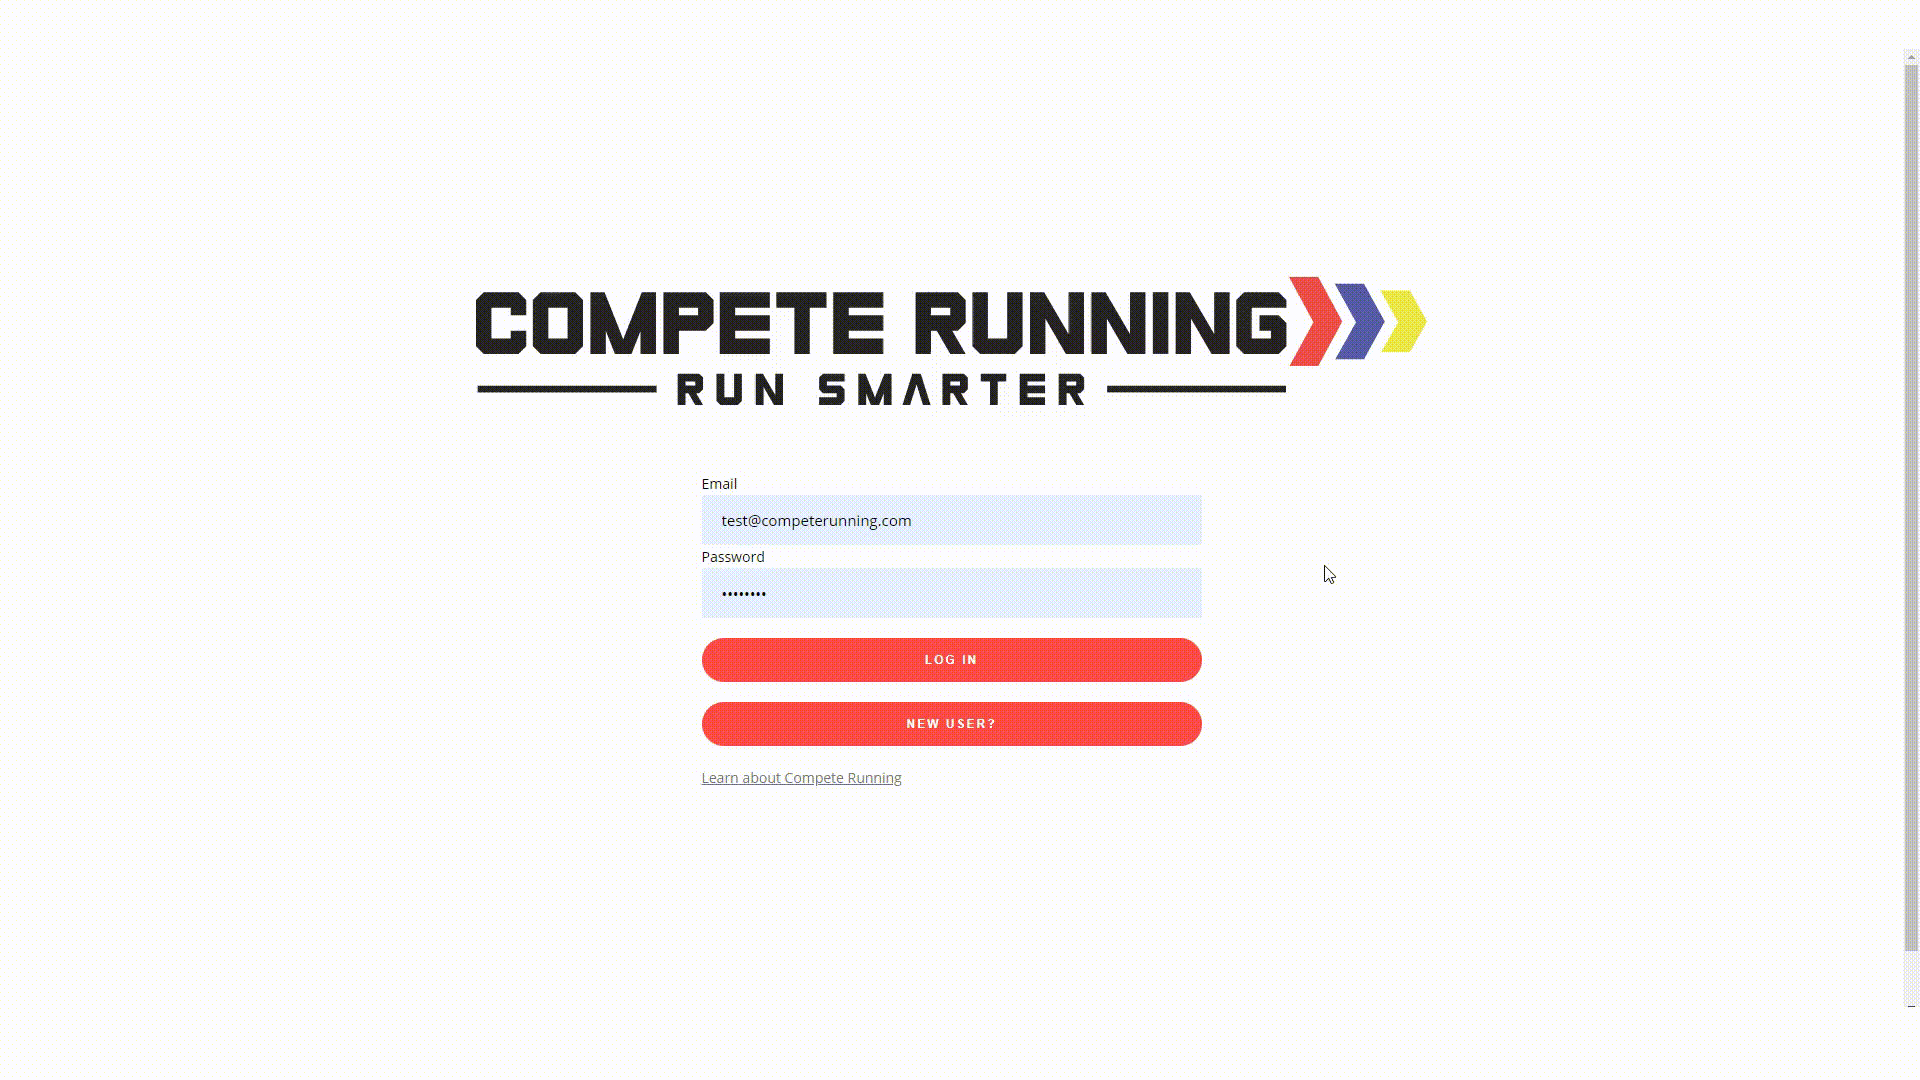 COMPETE RUNNING
RUN SMARTER
Email
test@competerunning.com
Password
••••••••
LOG IN
NEW USER?
Learn about Compete Running